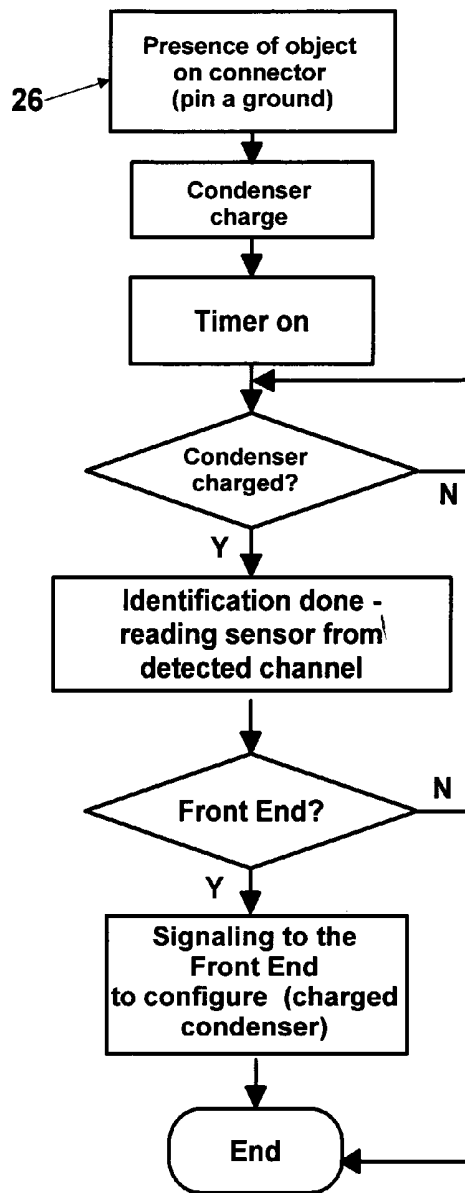 Presence of object
on connector
(pin a ground)
26
Condenser
charge
Timer on
Condenser
charged?
N
Y
Identification done -
reading sensor from
detected channel
Front End?
N
Y
Signaling to the
Front End
to configure (charged
condenser)
End